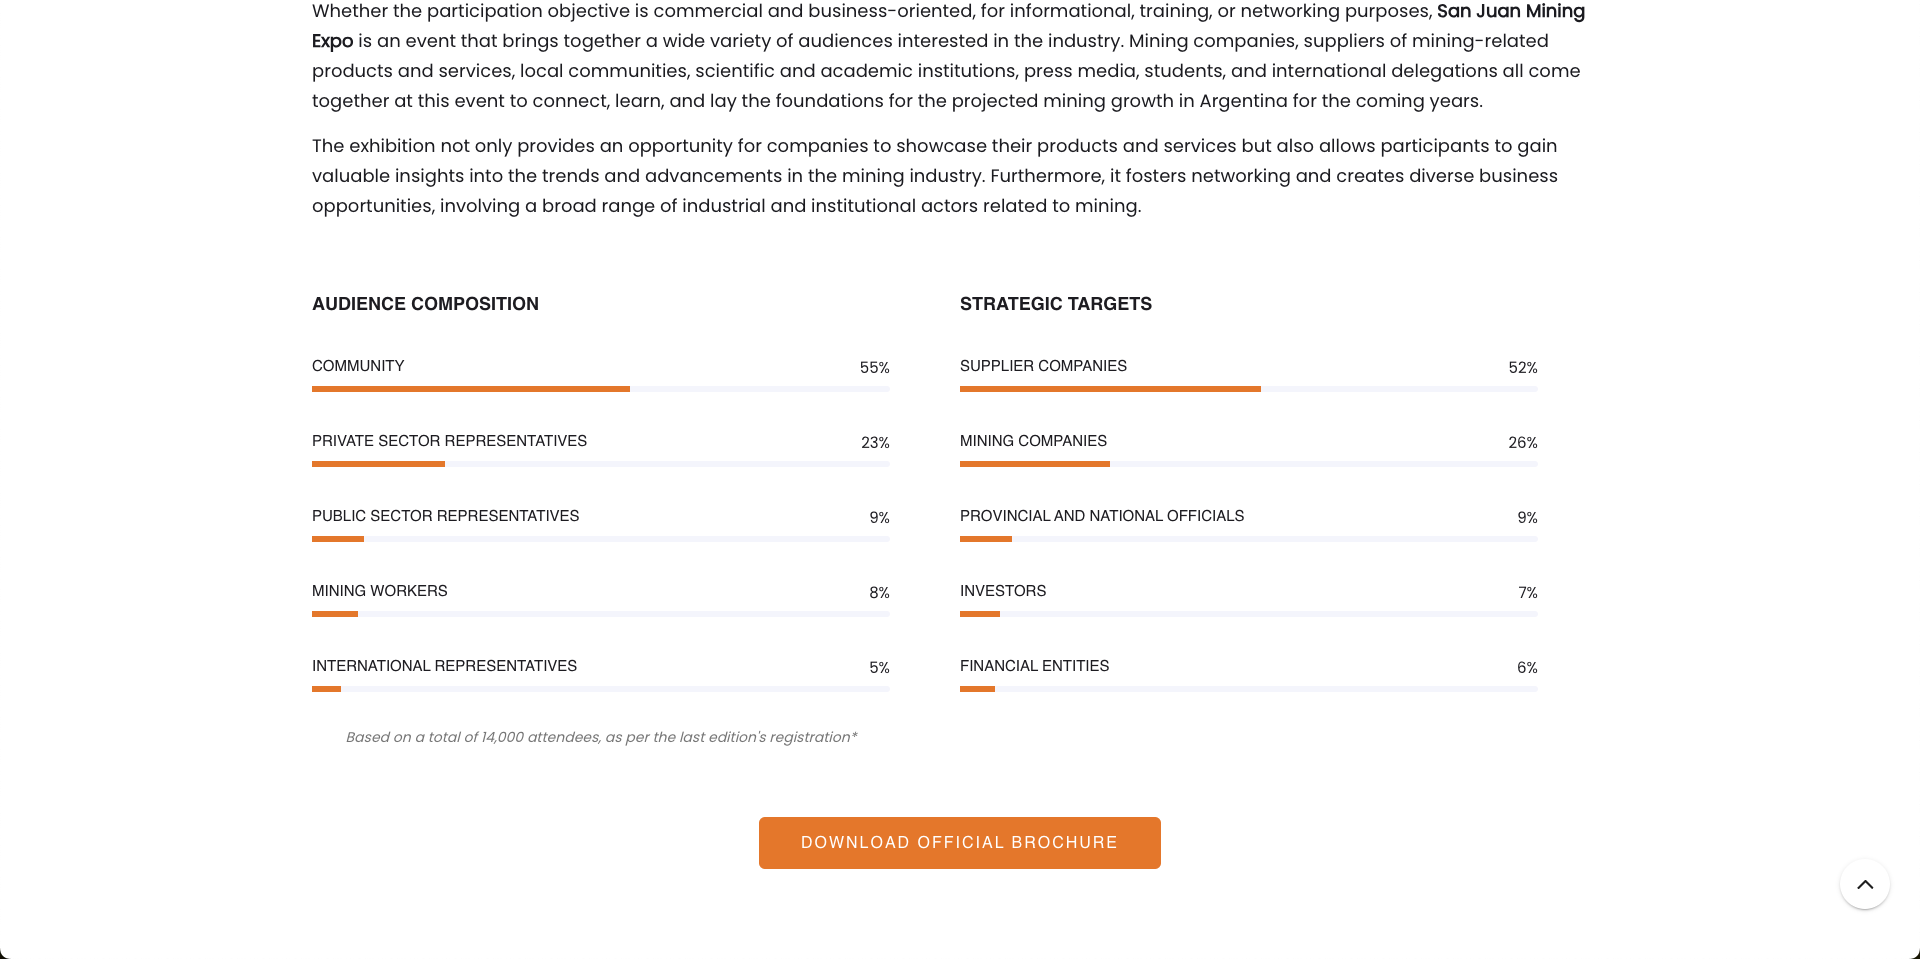 Whether the participation objective is commercial and business-oriented, for informational, training, or networking purposes, San Juan Mining
Expo is an event that brings together a wide variety of audiences interested in the industry. Mining companies, suppliers of mining-related
products and services, local communities, scientific and academic institutions, press media, students, and international delegations all come
together at this event to connect, learn, and lay the foundations for the projected mining growth in Argentina for the coming years.
The exhibition not only provides an opportunity for companies to showcase their products and services but also allows participants to gain
valuable insights into the trends and advancements in the mining industry. Furthermore, it fosters networking and creates diverse business
opportunities, involving a broad range of industrial and institutional actors related to mining.
AUDIENCE COMPOSITION
COMMUNITY 55%
PRIVATE SECTOR REPRESENTATIVES 23%
PUBLIC SECTOR REPRESENTATIVES 9%
MINING WORKERS 8%
INTERNATIONAL REPRESENTATIVES 5%
Based on a total of 14,000 attendees, as per the last edition's registration*
STRATEGIC TARGETS
SUPPLIER COMPANIES 52%
MINING COMPANIES 26%
PROVINCIAL AND NATIONAL OFFICIALS 9%
INVESTORS 7%
FINANCIAL ENTITIES 6%
DOWNLOAD OFFICIAL BROCHURE